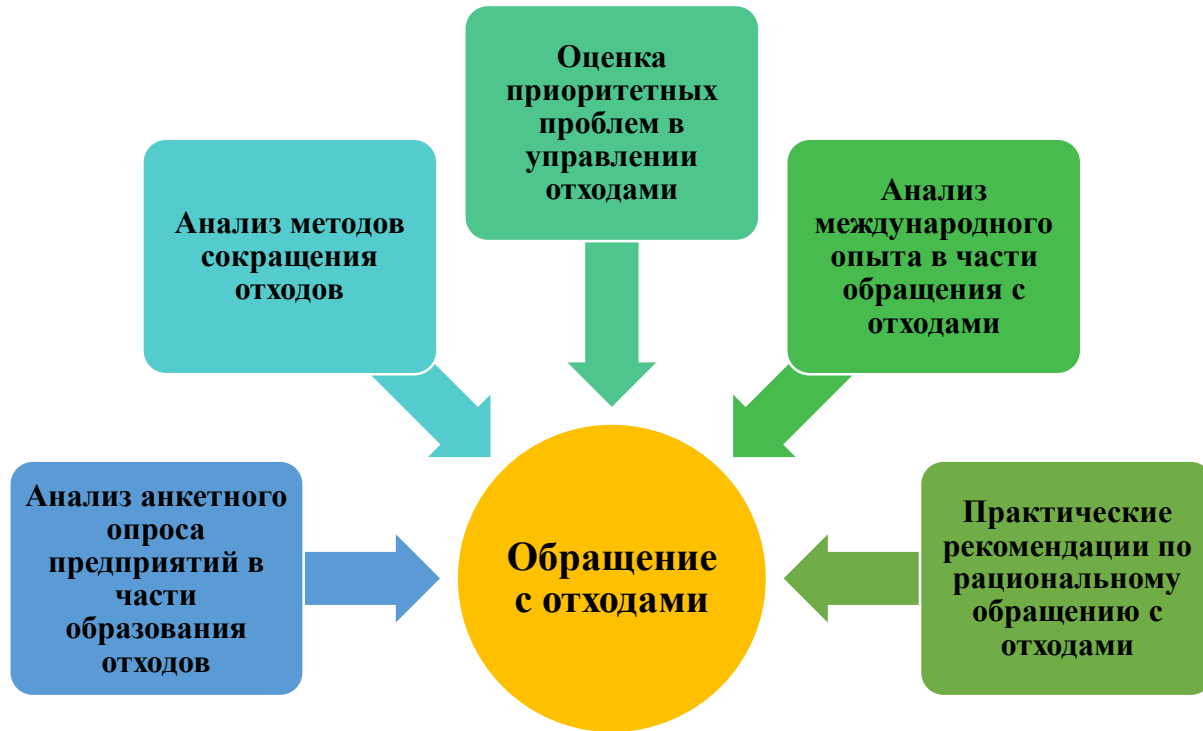 Оценка
приоритетных
проблем в
управлении
отходами
Анализ методов
сокращения
отходов
Анализ
международного
опыта в части
обращения с
отходами
Анализ анкетного
опроса
предприятий в
части
образования
отходов
Обращение
с отходами
Практические
рекомендации по
рациональному
обращению с
отходами